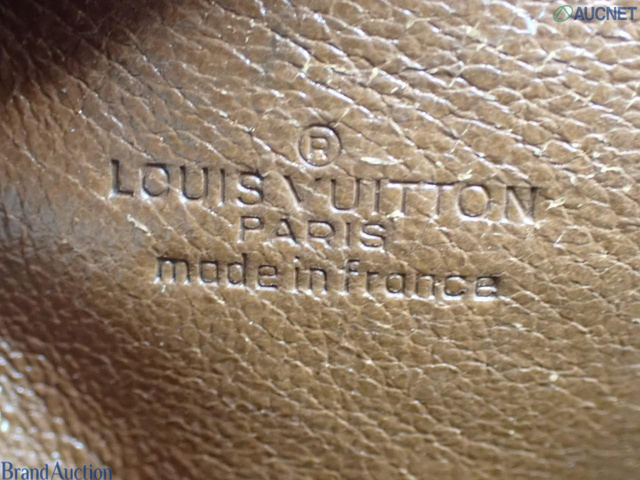 AUCNET
®
LOUIS VUITTON
PARIS
made in france
Brand Auction